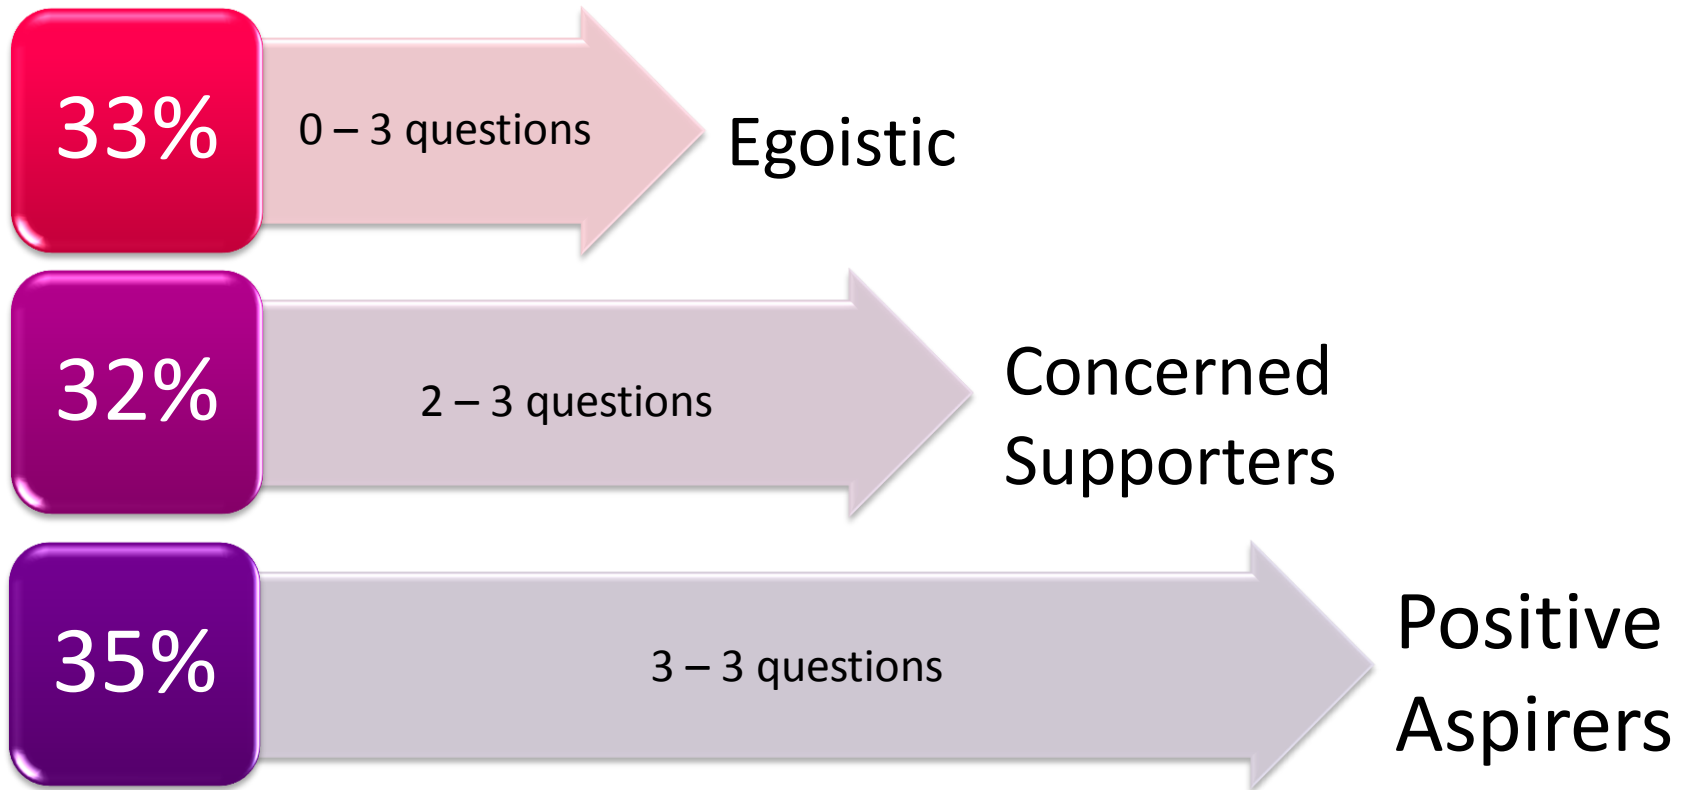 33%
0 – 3 questions
Egoistic
32%
2 – 3 questions
Concerned
Supporters
35%
3 – 3 questions
Positive
Aspirers